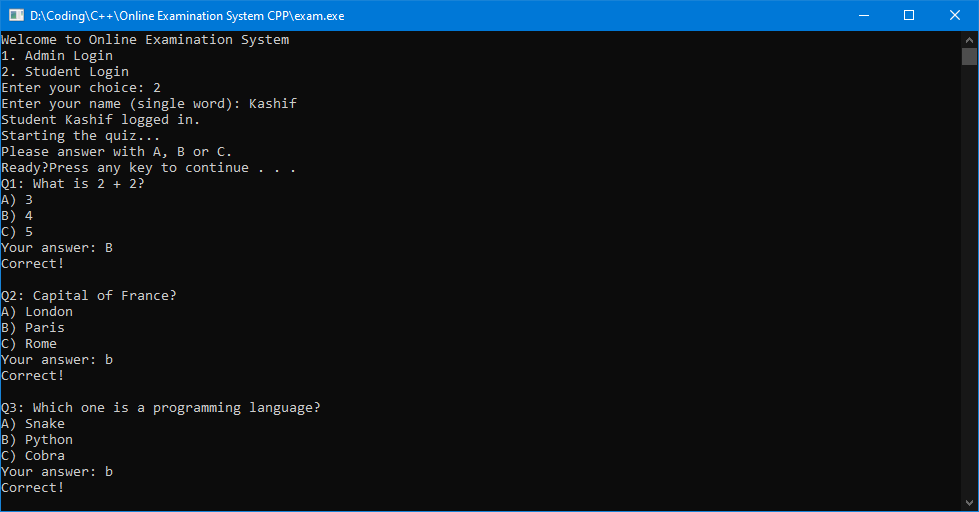 D:\Coding\C++\Online Examination System CPP\exam.exe
Welcome to Online Examination System
1. Admin Login
2. Student Login
Enter your choice: 2
Enter your name (single word): Kashif
Student Kashif logged in.
Starting the quiz...
Please answer with A, B or C.
Ready?Press any key to continue . . .
Q1: What is 2 + 2?
A) 3
B) 4
C) 5
Your answer: B
Correct!

Q2: Capital of France?
A) London
B) Paris
C) Rome
Your answer: b
Correct!

Q3: Which one is a programming language?
A) Snake
B) Python
C) Cobra
Your answer: b
Correct!